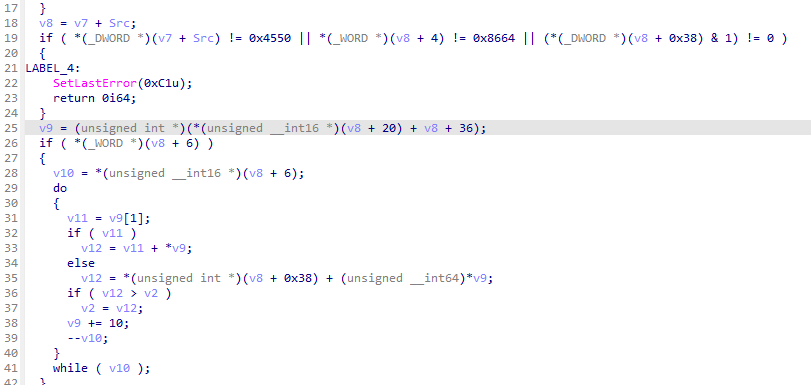 17 }
18 v8 = v7 + Src;
19 if ( *(_DWORD *)(v7 + Src) != 0x4550 || *(_WORD *)(v8 + 4) != 0x8664 || (*(_DWORD *)(v8 + 0x38) & 1) != 0 )
20 {
21 LABEL_4:
22 SetLastError(0xC1u);
23 return 0i64;
24 }
25 v9 = (unsigned int *)(*(unsigned __int16 *)(v8 + 20) + v8 + 36);
26 if ( *(_WORD *)(v8 + 6) )
27 {
28 v10 = *(unsigned __int16 *)(v8 + 6);
29 do
30 {
31 v11 = v9[1];
32 if ( v11 )
33 v12 = v11 + *v9;
34 else
35 v12 = *(unsigned int *)(v8 + 0x38) + (unsigned __int64)*v9;
36 if ( v12 > v2 )
37 v2 = v12;
38 v9 += 10;
39 --v10;
40 }
41 while ( v10 );
42 }